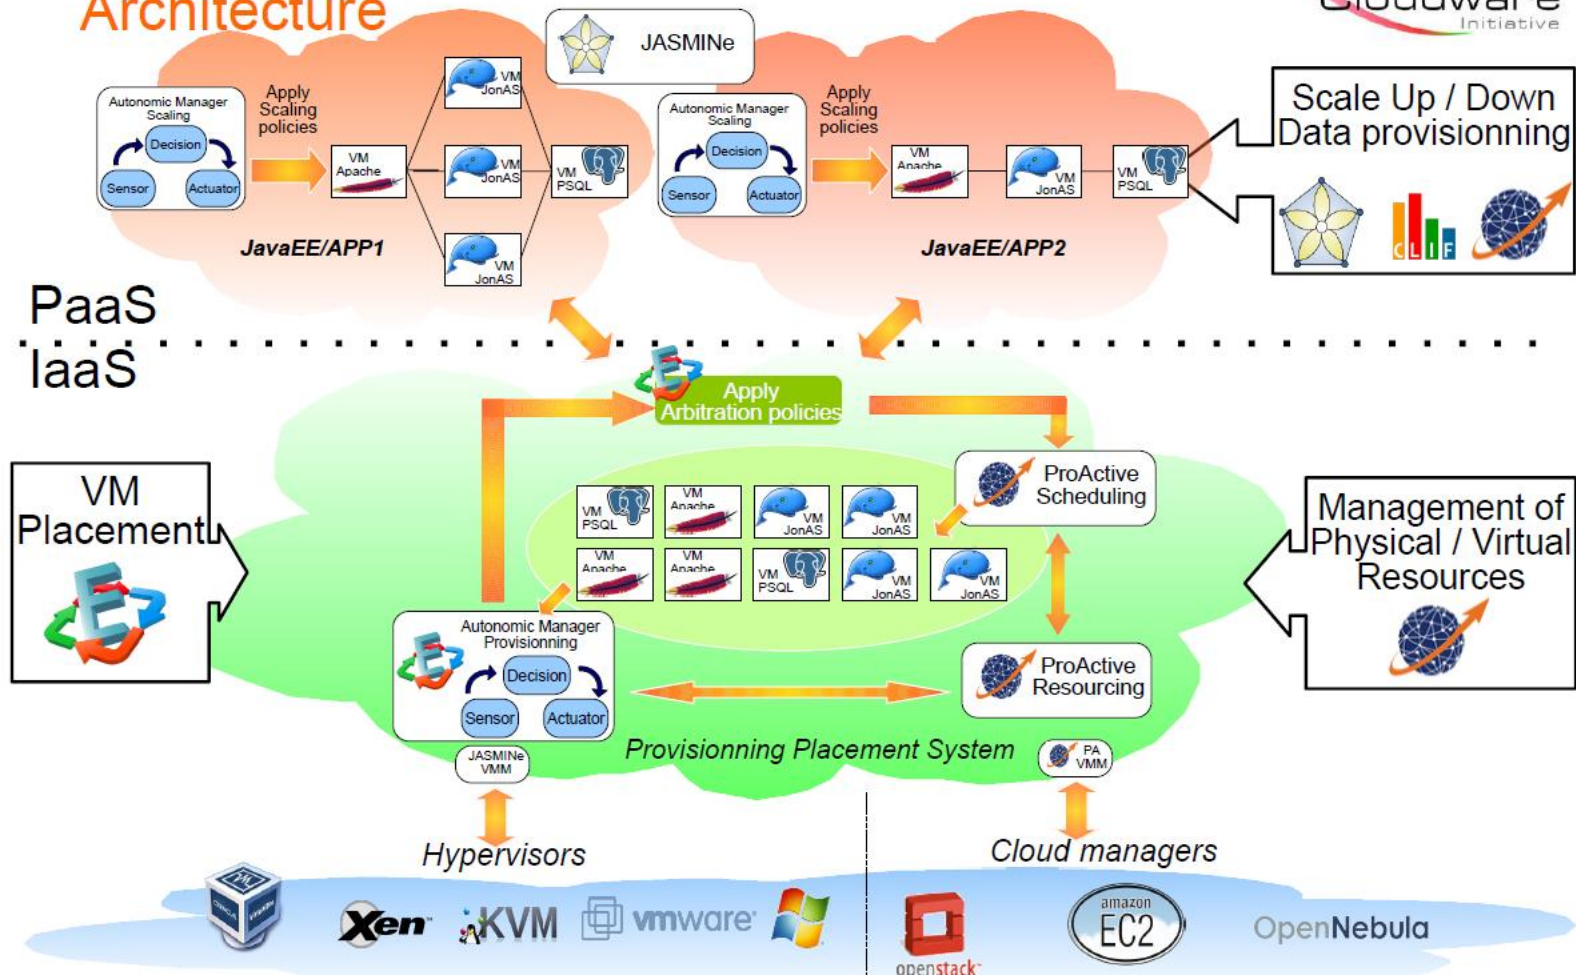 Architecture
Cloudware
Initiative
JASMINe
Autonomic Manager
Scaling
Decision
Sensor
Actuator
Apply
Scaling
policies
VM
Apache
VM
JonAS
VM
JonAS
VM
JonAS
VM
PSQL
JavaEE/APP1
Autonomic Manager
Scaling
Decision
Sensor
Actuator
Apply
Scaling
policies
VM
Apache
VM
JonAS
VM
PSQL
JavaEE/APP2
Scale Up / Down
Data provisionning
CLIF
PaaS
IaaS
E
Apply
Arbitration policies
VM
Placement
E
ProActive
Scheduling
VM
PSQL
VM
Apache
VM
JonAS
VM
JonAS
VM
Apache
VM
Apache
VM
PSQL
VM
JonAS
VM
JonAS
Management of
Physical / Virtual
Resources
E
Autonomic Manager
Provisionning
Decision
Sensor
Actuator
ProActive
Resourcing
JASMINe
VMM
Provisionning Placement System
PA
VMM
Hypervisors
Cloud managers
Xen
KVM
vmware
openstack
amazon
EC2
OpenNebula